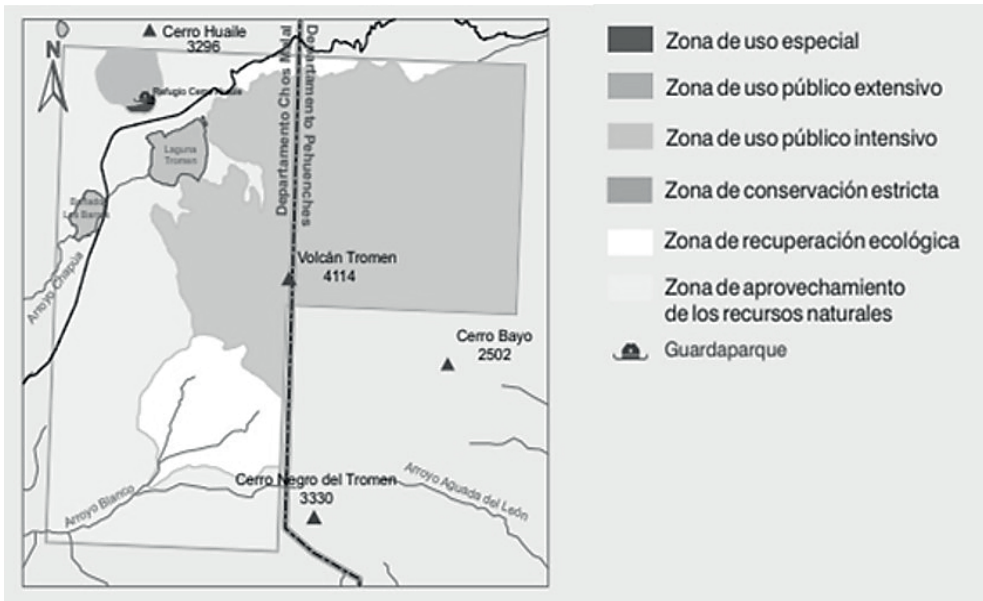 Cerro Huaile
3296
N
Refugio Cerro
Departamento Chos Malal
Departamento Pehuenches
Laguna
Tromen
Bañado
Los Barros
Arroyo Chapúa
Volcán Tromen
4114
Cerro Bayo
2502
Cerro Negro del Tromen
3330
Arroyo Blanco
Arroyo Aguada del León
Zona de uso especial
Zona de uso público extensivo
Zona de uso público intensivo
Zona de conservación estricta
Zona de recuperación ecológica
Zona de aprovechamiento
de los recursos naturales
Guardaparque